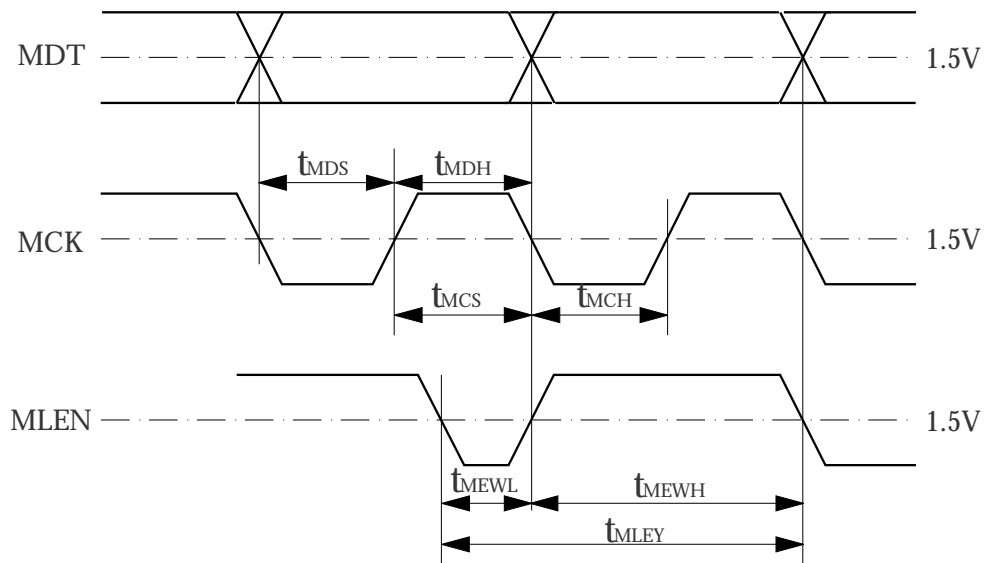 MDT 1.5V
tMDS tMDH
MCK 1.5V
tMCS tMCH
MLEN 1.5V
tMEWL tMEWH
tMLEY